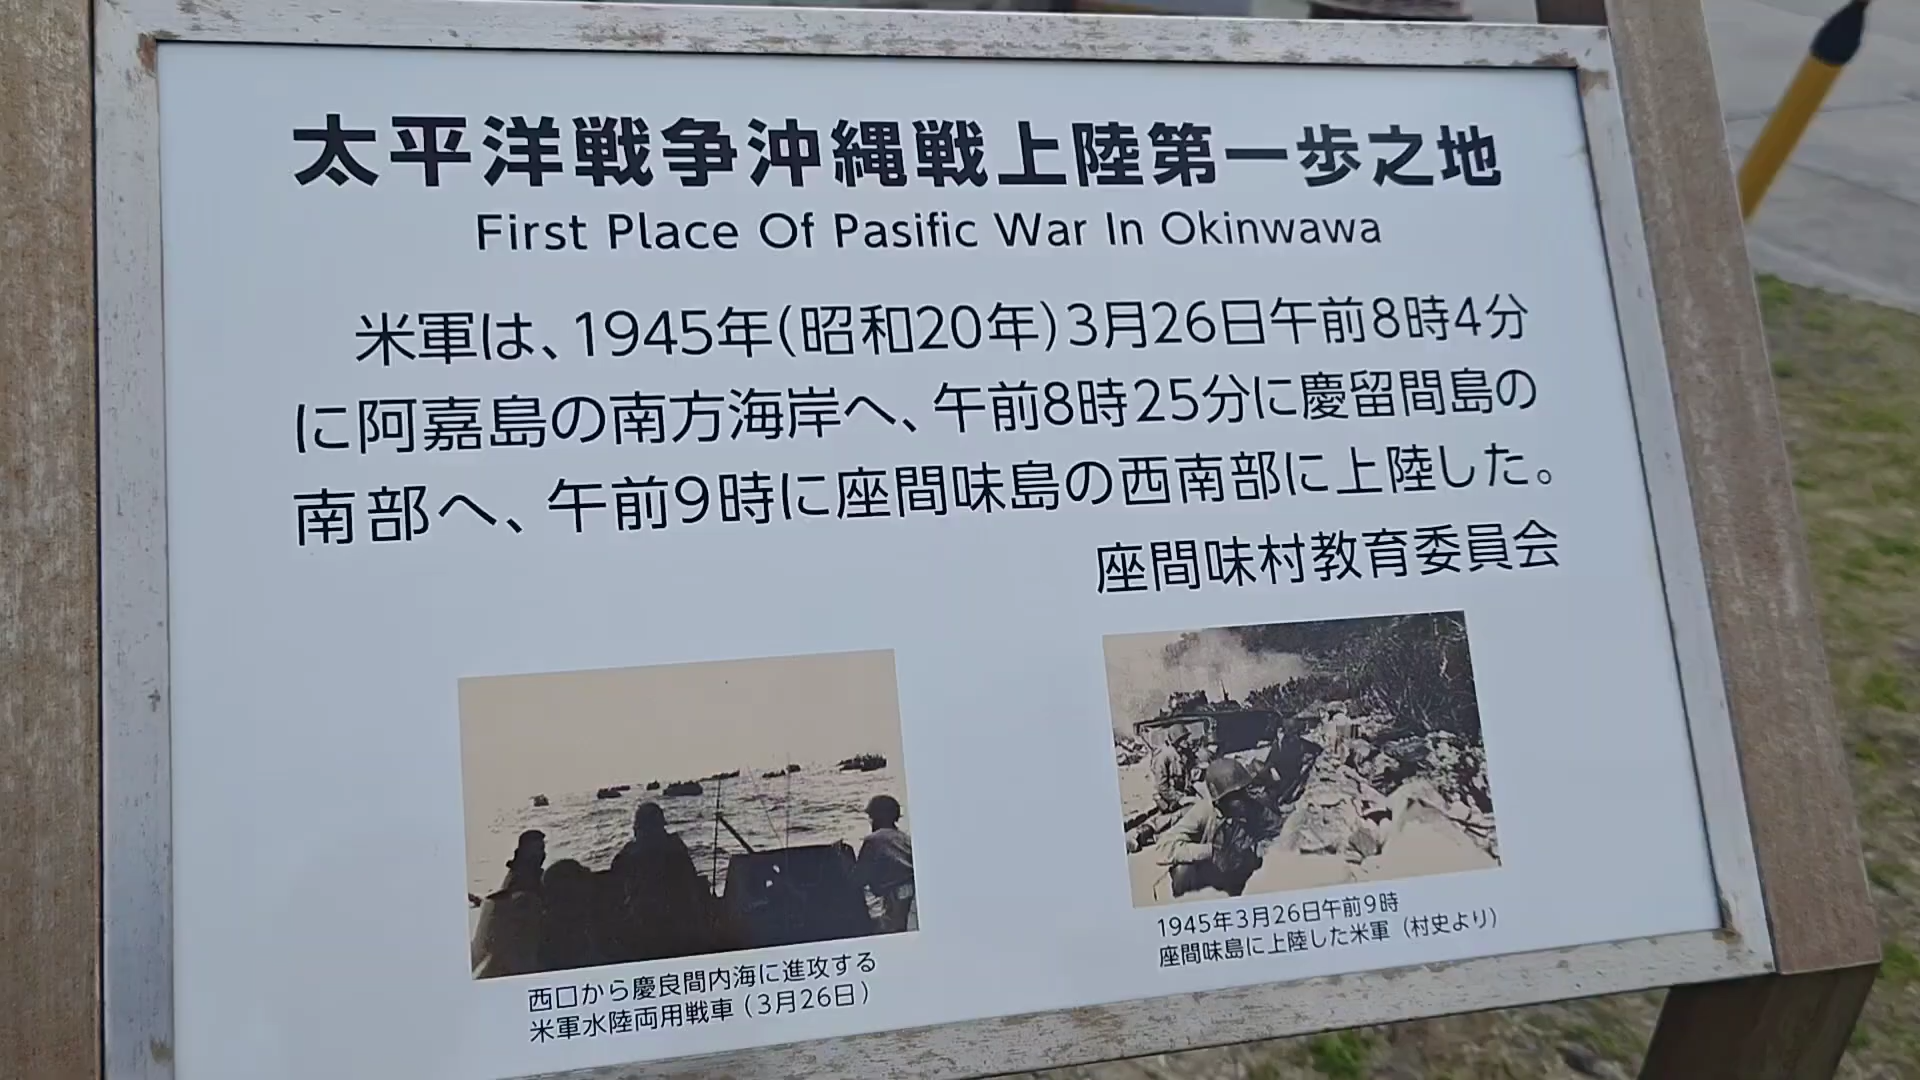 太平洋戦争沖縄戦上陸第一歩之地
First Place Of Pasific War In Okinwawa
米軍は、1945年(昭和20年)3月26日午前8時4分
に阿嘉島の南方海岸へ、午前8時25分に慶留間島の
南部へ、午前9時に座間味島の西南部に上陸した。
座間味村教育委員会
西口から慶良間内海に進攻する
米軍水陸両用戦車(3月26日)
1945年3月26日午前9時
座間味島に上陸した米軍(村史より)